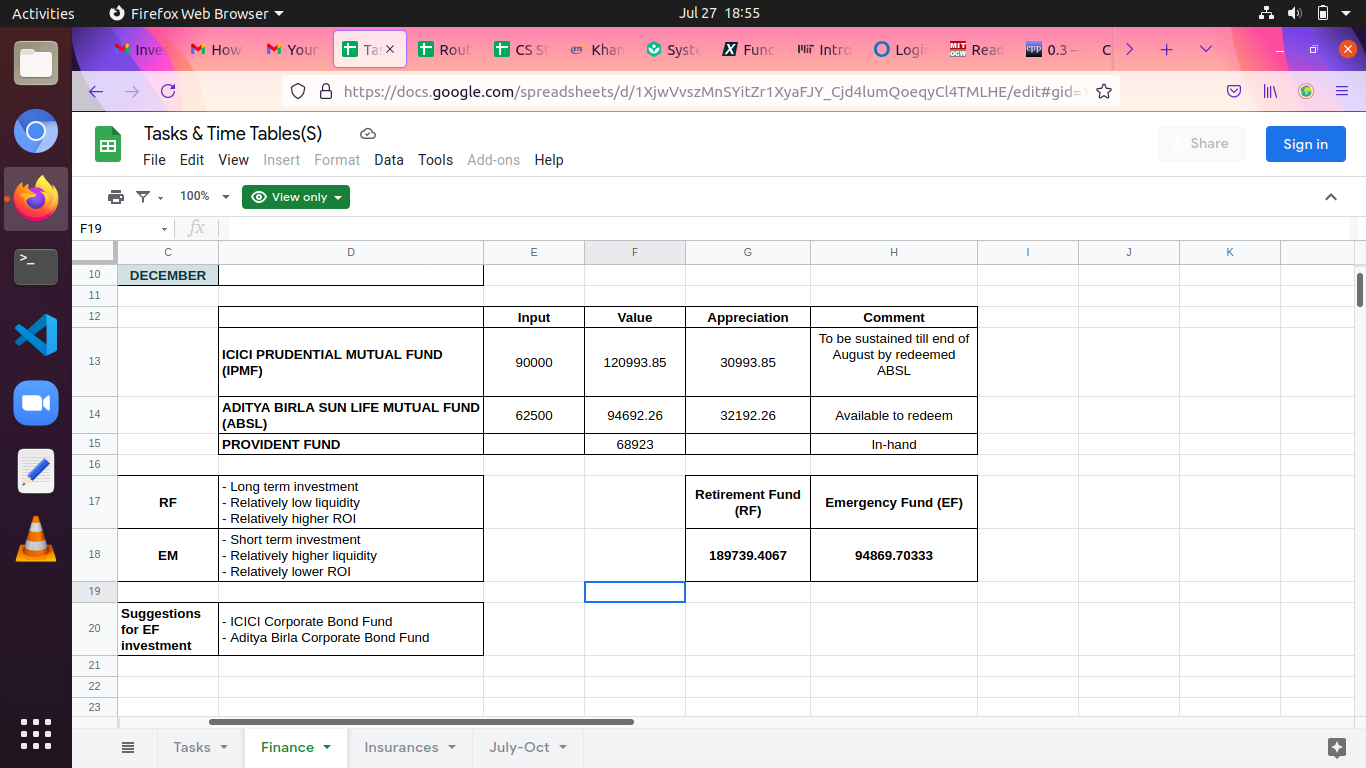 Activities
Firefox Web Browser
Jul 27 18:55
Inves
How
Your
Tas
Rout
CS S
Khan
Syste
Func
Intro
Logi
Read
0.3 –
C
https://docs.google.com/spreadsheets/d/1XjwVvszMnSYitZr1XyaFJY_Cjd4lumQoeqyCl4TMLHE/edit#gid=1
Tasks & Time Tables(S)
File Edit View Insert Format Data Tools Add-ons Help
Share
Sign in
100%
View only
F19
fx
C D E F G H I J K
10 DECEMBER
11
12 Input Value Appreciation Comment
13
ICICI PRUDENTIAL MUTUAL FUND
(IPMF)
90000 120993.85 30993.85
To be sustained till end of
August by redeemed
ABSL
14
ADITYA BIRLA SUN LIFE MUTUAL FUND
(ABSL)
62500 94692.26 32192.26 Available to redeem
15 PROVIDENT FUND 68923 In-hand
16
17 RF
- Long term investment
- Relatively low liquidity
- Relatively higher ROI
Retirement Fund
(RF)
Emergency Fund (EF)
18 EM
- Short term investment
- Relatively higher liquidity
- Relatively lower ROI
189739.4067 94869.70333
19
20
Suggestions
for EF
investment
- ICICI Corporate Bond Fund
- Aditya Birla Corporate Bond Fund
21
22
23
Tasks Finance Insurances July-Oct